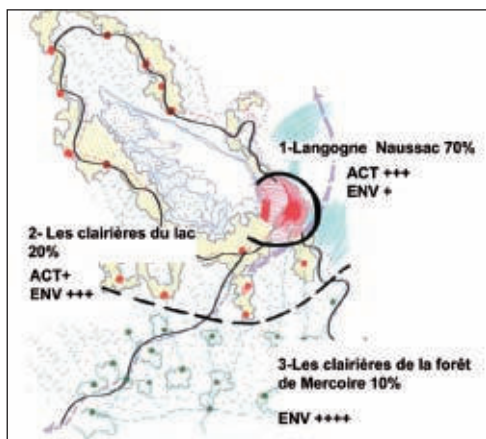 1-Langogne Naussac 70%
ACT +++
ENV +
2- Les clairières du lac
20%
ACT+
ENV +++
3-Les clairières de la forêt
de Mercoire 10%
ENV ++++